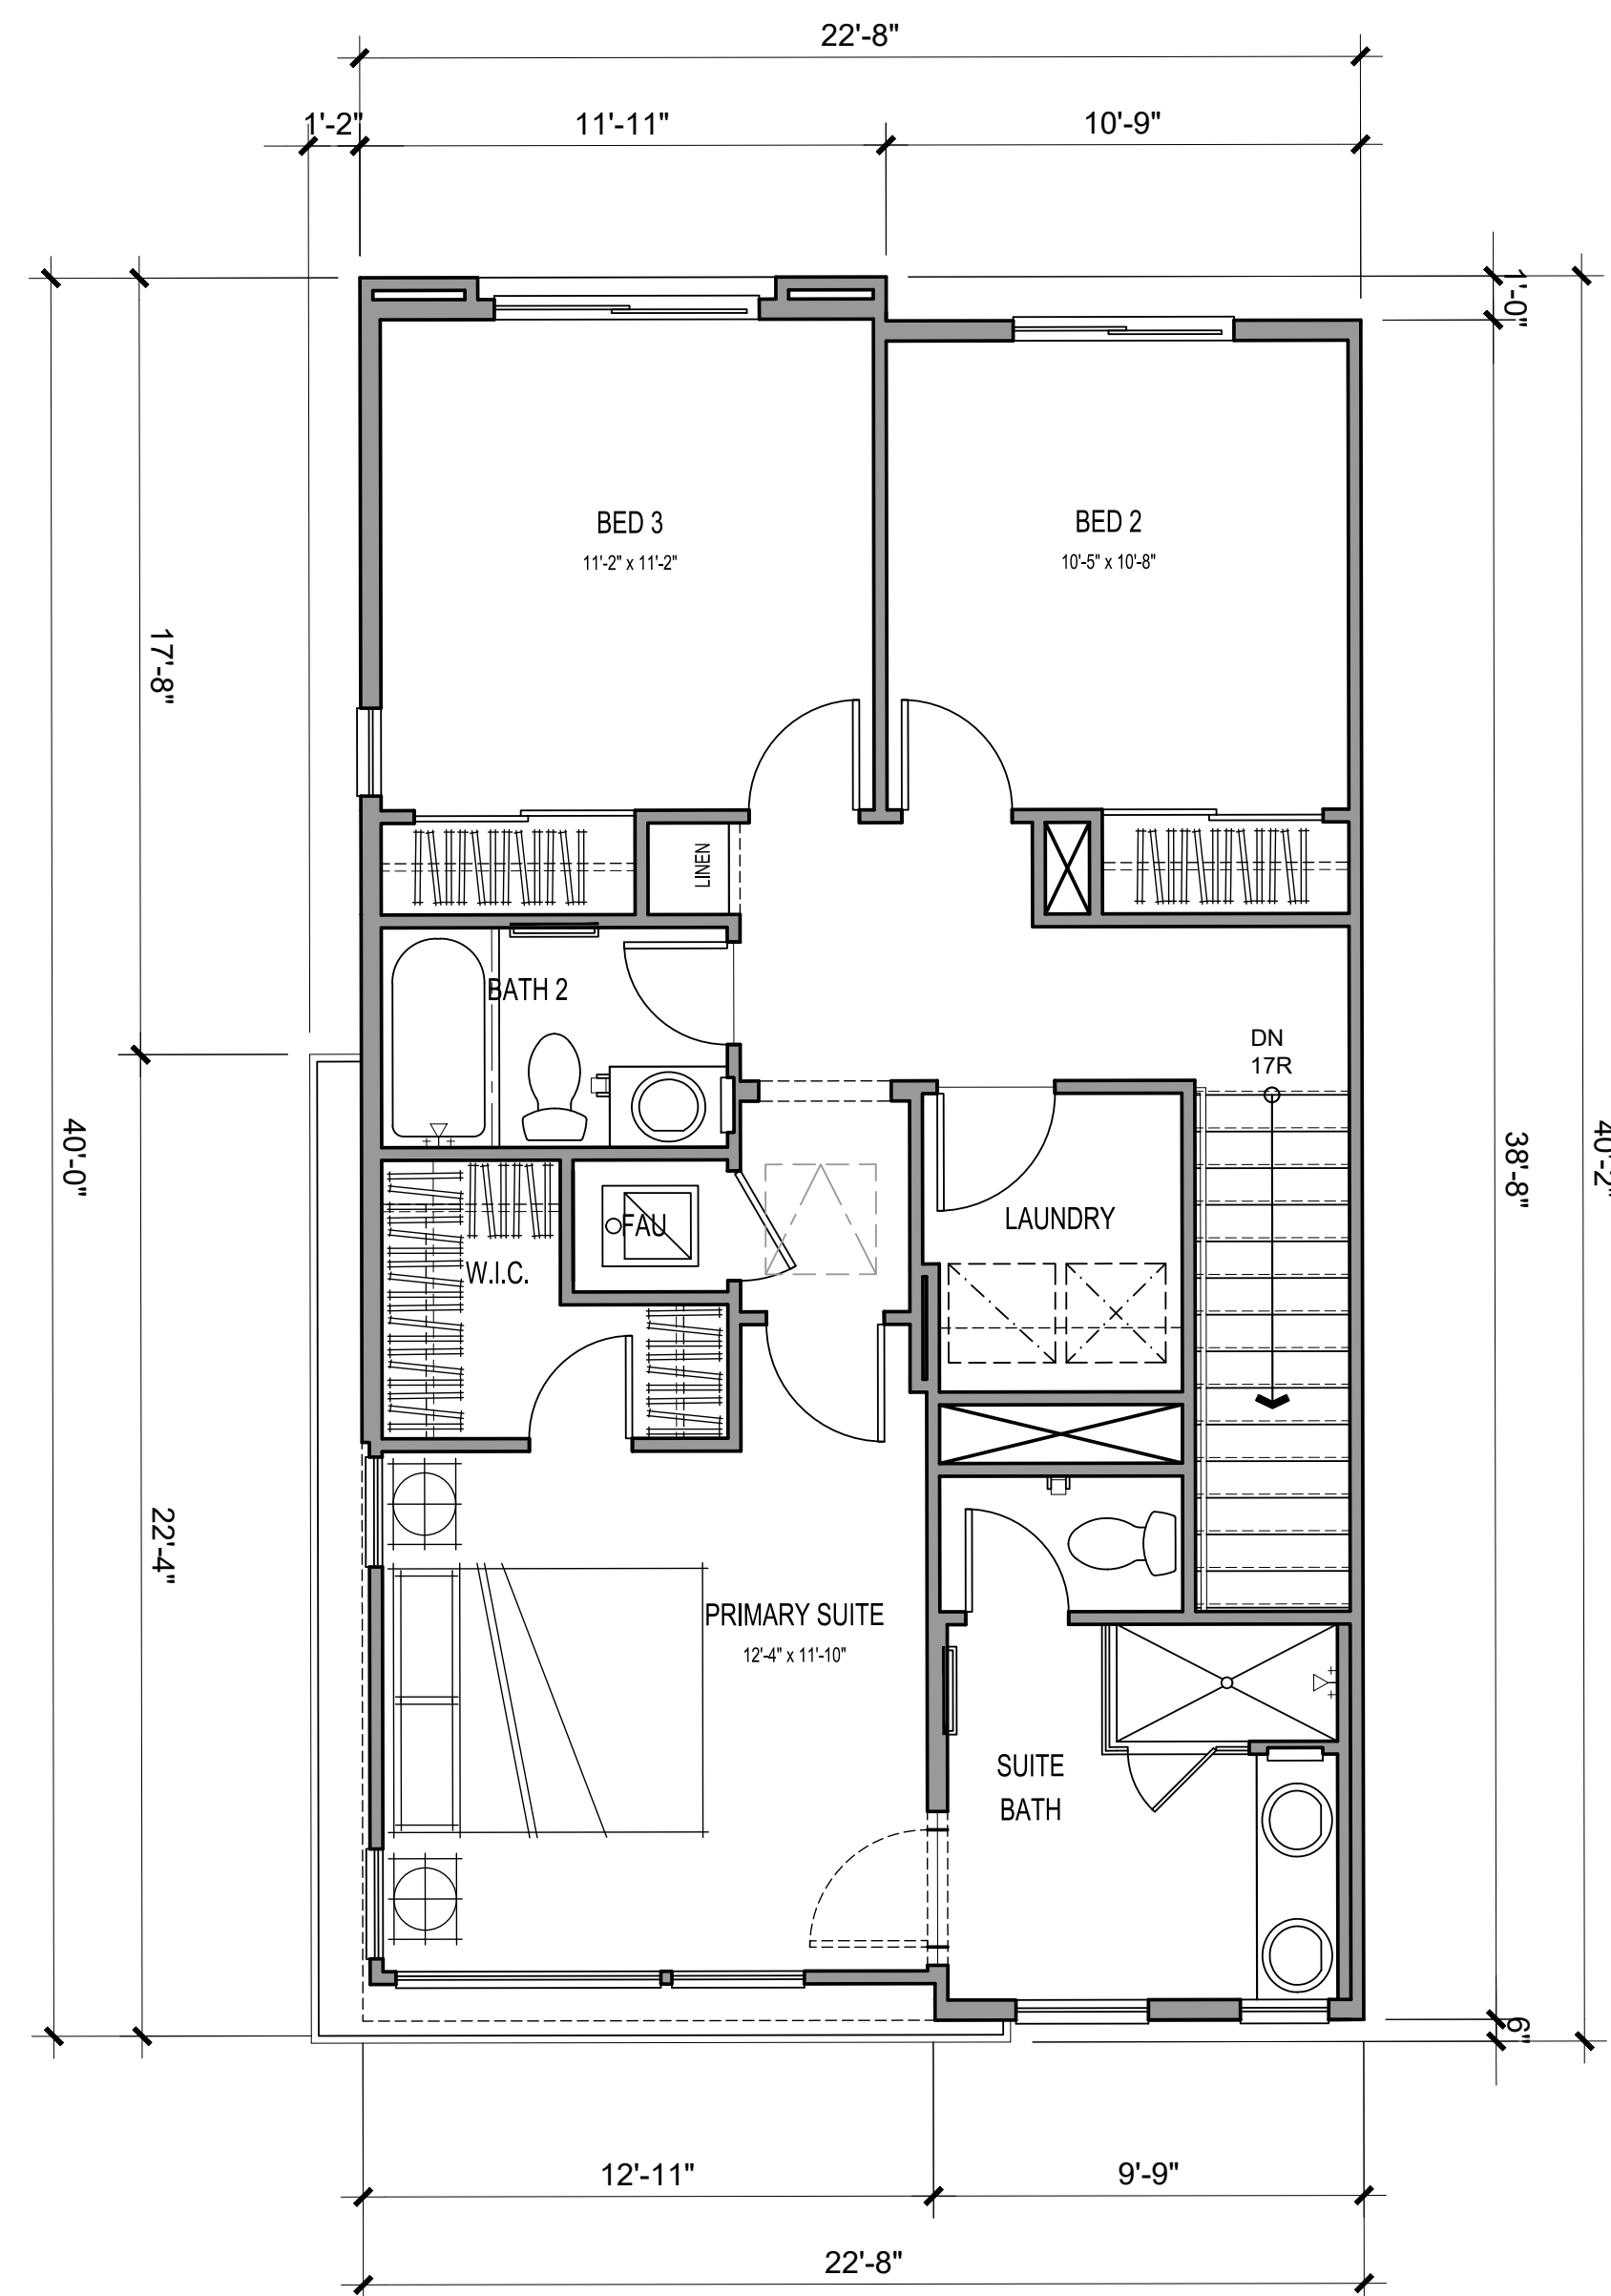 22'-8"
1'-2"
11'-11"
10'-9"
1'-0"
BED 3
11'-2" x 11'-2"
BED 2
10'-5" x 10'-8"
17'-8"
LINEN
BATH 2
DN
17R
40'-0"
38'-8"
40'-2"
FAU
LAUNDRY
W.I.C.
22'-4"
PRIMARY SUITE
12'-4" x 11'-10"
SUITE
BATH
6"
12'-11"
9'-9"
22'-8"